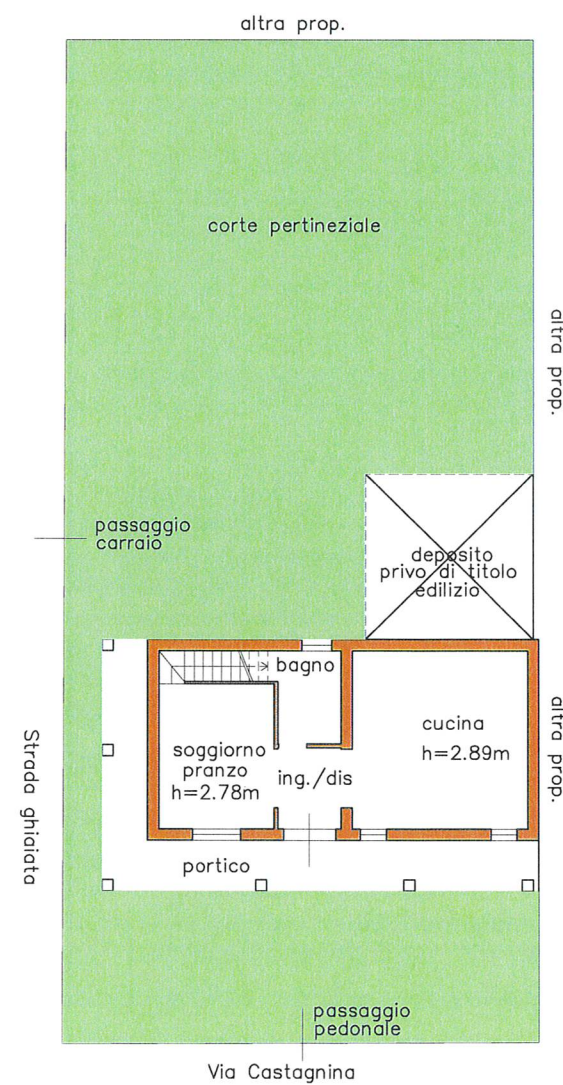 altra prop.
corte pertineziale
altra prop.
passaggio
carraio
deposito
privo di titolo
edilizio
bagno
cucina
h=2.89m
soggiorno
pranzo
h=2.78m
ing./dis
altra prop.
Strada ghiaiata
portico
passaggio
pedonale
Via Castagnina